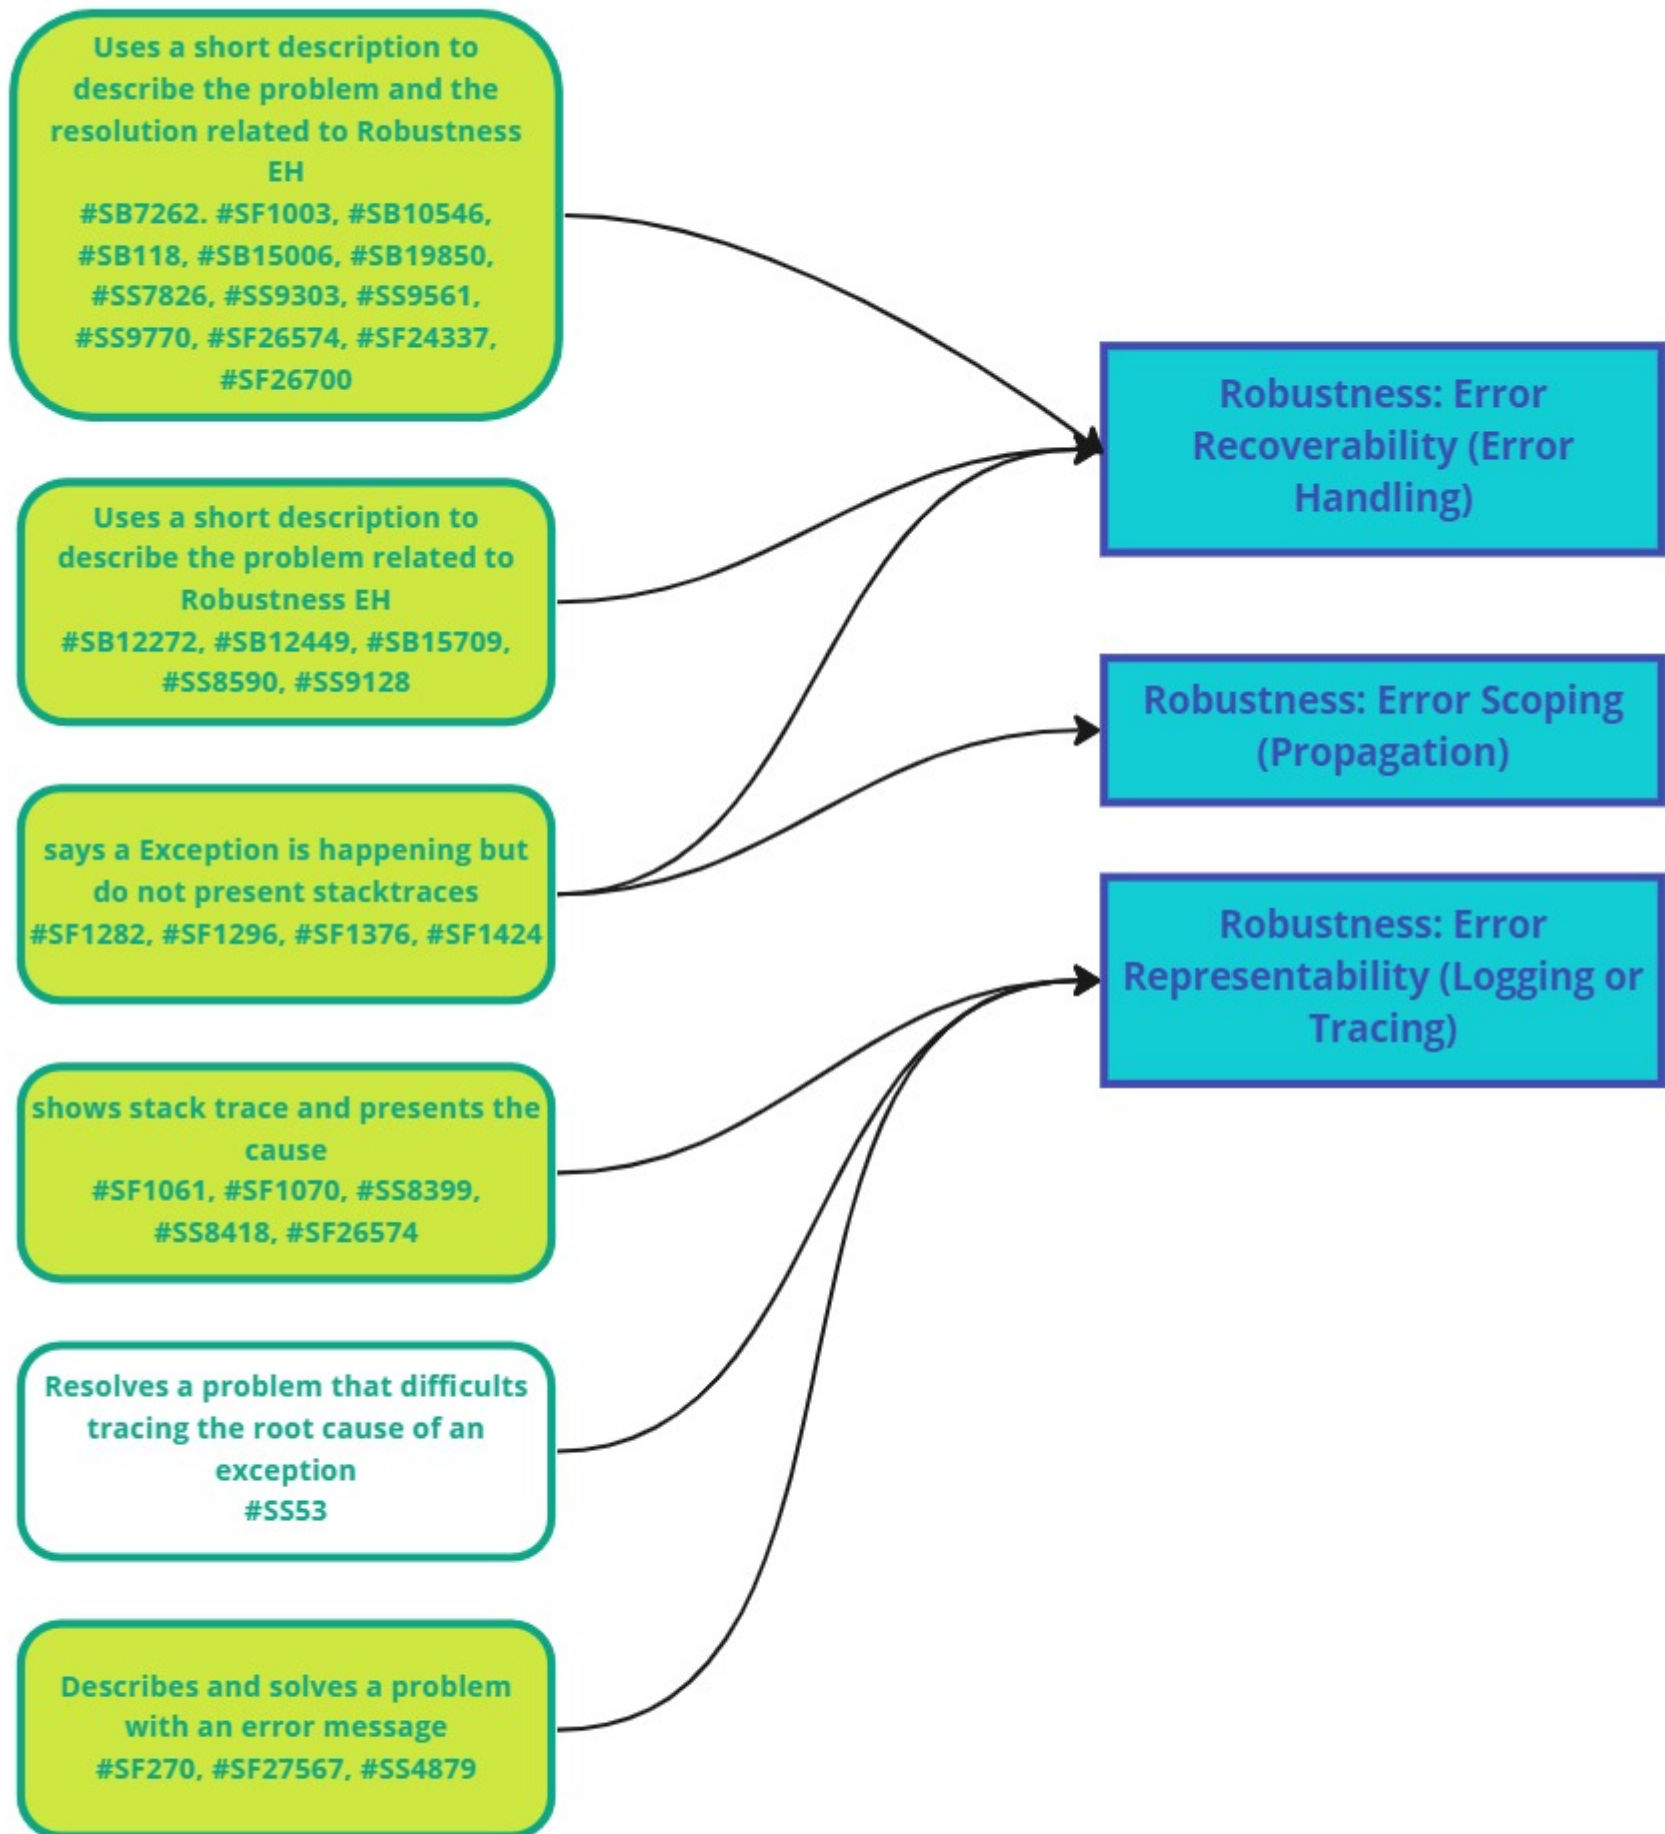 Uses a short description to
describe the problem and the
resolution related to Robustness
EH
#SB7262. #SF1003, #SB10546,
#SB118, #SB15006, #SB19850,
#SS7826, #SS9303, #SS9561,
#SS9770, #SF26574, #SF24337,
#SF26700
Uses a short description to
describe the problem related to
Robustness EH
#SB12272, #SB12449, #SB15709,
#SS8590, #SS9128
says a Exception is happening but
do not present stacktraces
#SF1282, #SF1296, #SF1376, #SF1424
shows stack trace and presents the
cause
#SF1061, #SF1070, #SS8399,
#SS8418, #SF26574
Resolves a problem that difficults
tracing the root cause of an
exception
#SS53
Describes and solves a problem
with an error message
#SF270, #SF27567, #SS4879
Robustness: Error
Recoverability (Error
Handling)
Robustness: Error Scoping
(Propagation)
Robustness: Error
Representability (Logging or
Tracing)